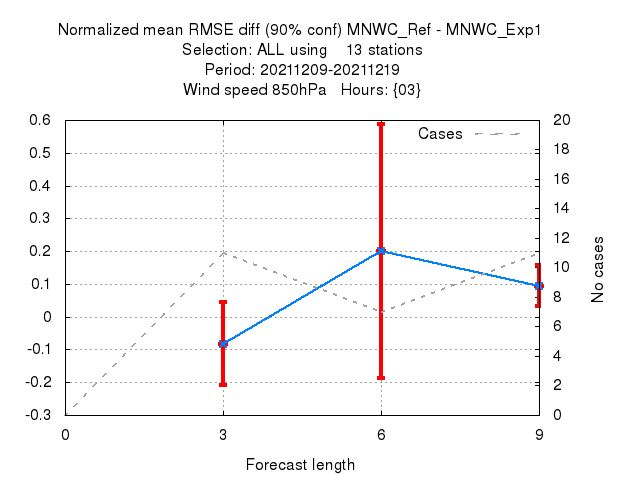 Normalized mean RMSE diff (90% conf) MNWC_Ref - MNWC_Exp1
Selection: ALL using 13 stations
Period: 20211209-20211219
Wind speed 850hPa Hours: {03}
Cases
0.6
0.5
0.4
0.3
0.2
0.1
0
-0.1
-0.2
-0.3
20
18
16
14
12
10
8
6
4
2
0
No cases
0 3 6 9
Forecast length